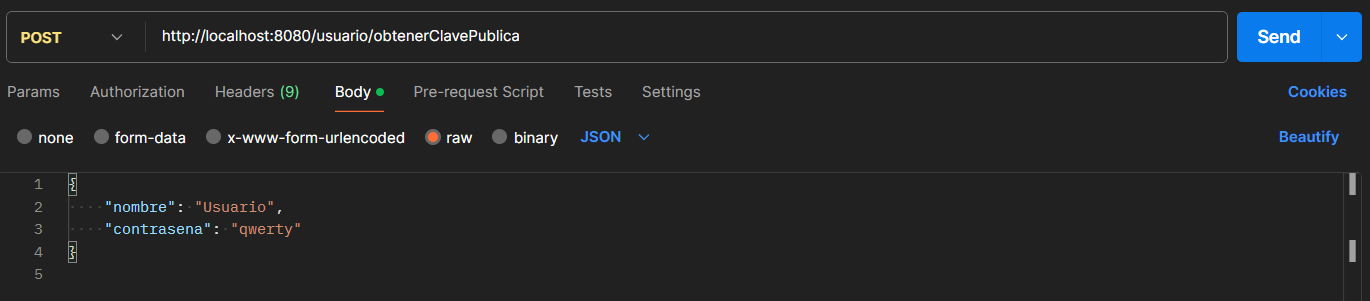 POST http://localhost:8080/usuario/obtenerClavePublica Send
Params Authorization Headers (9) Body Pre-request Script Tests Settings Cookies
none form-data x-www-form-urlencoded raw binary JSON Beautify
1 {
2 "nombre": "Usuario",
3 "contrasena": "qwerty"
4 }
5